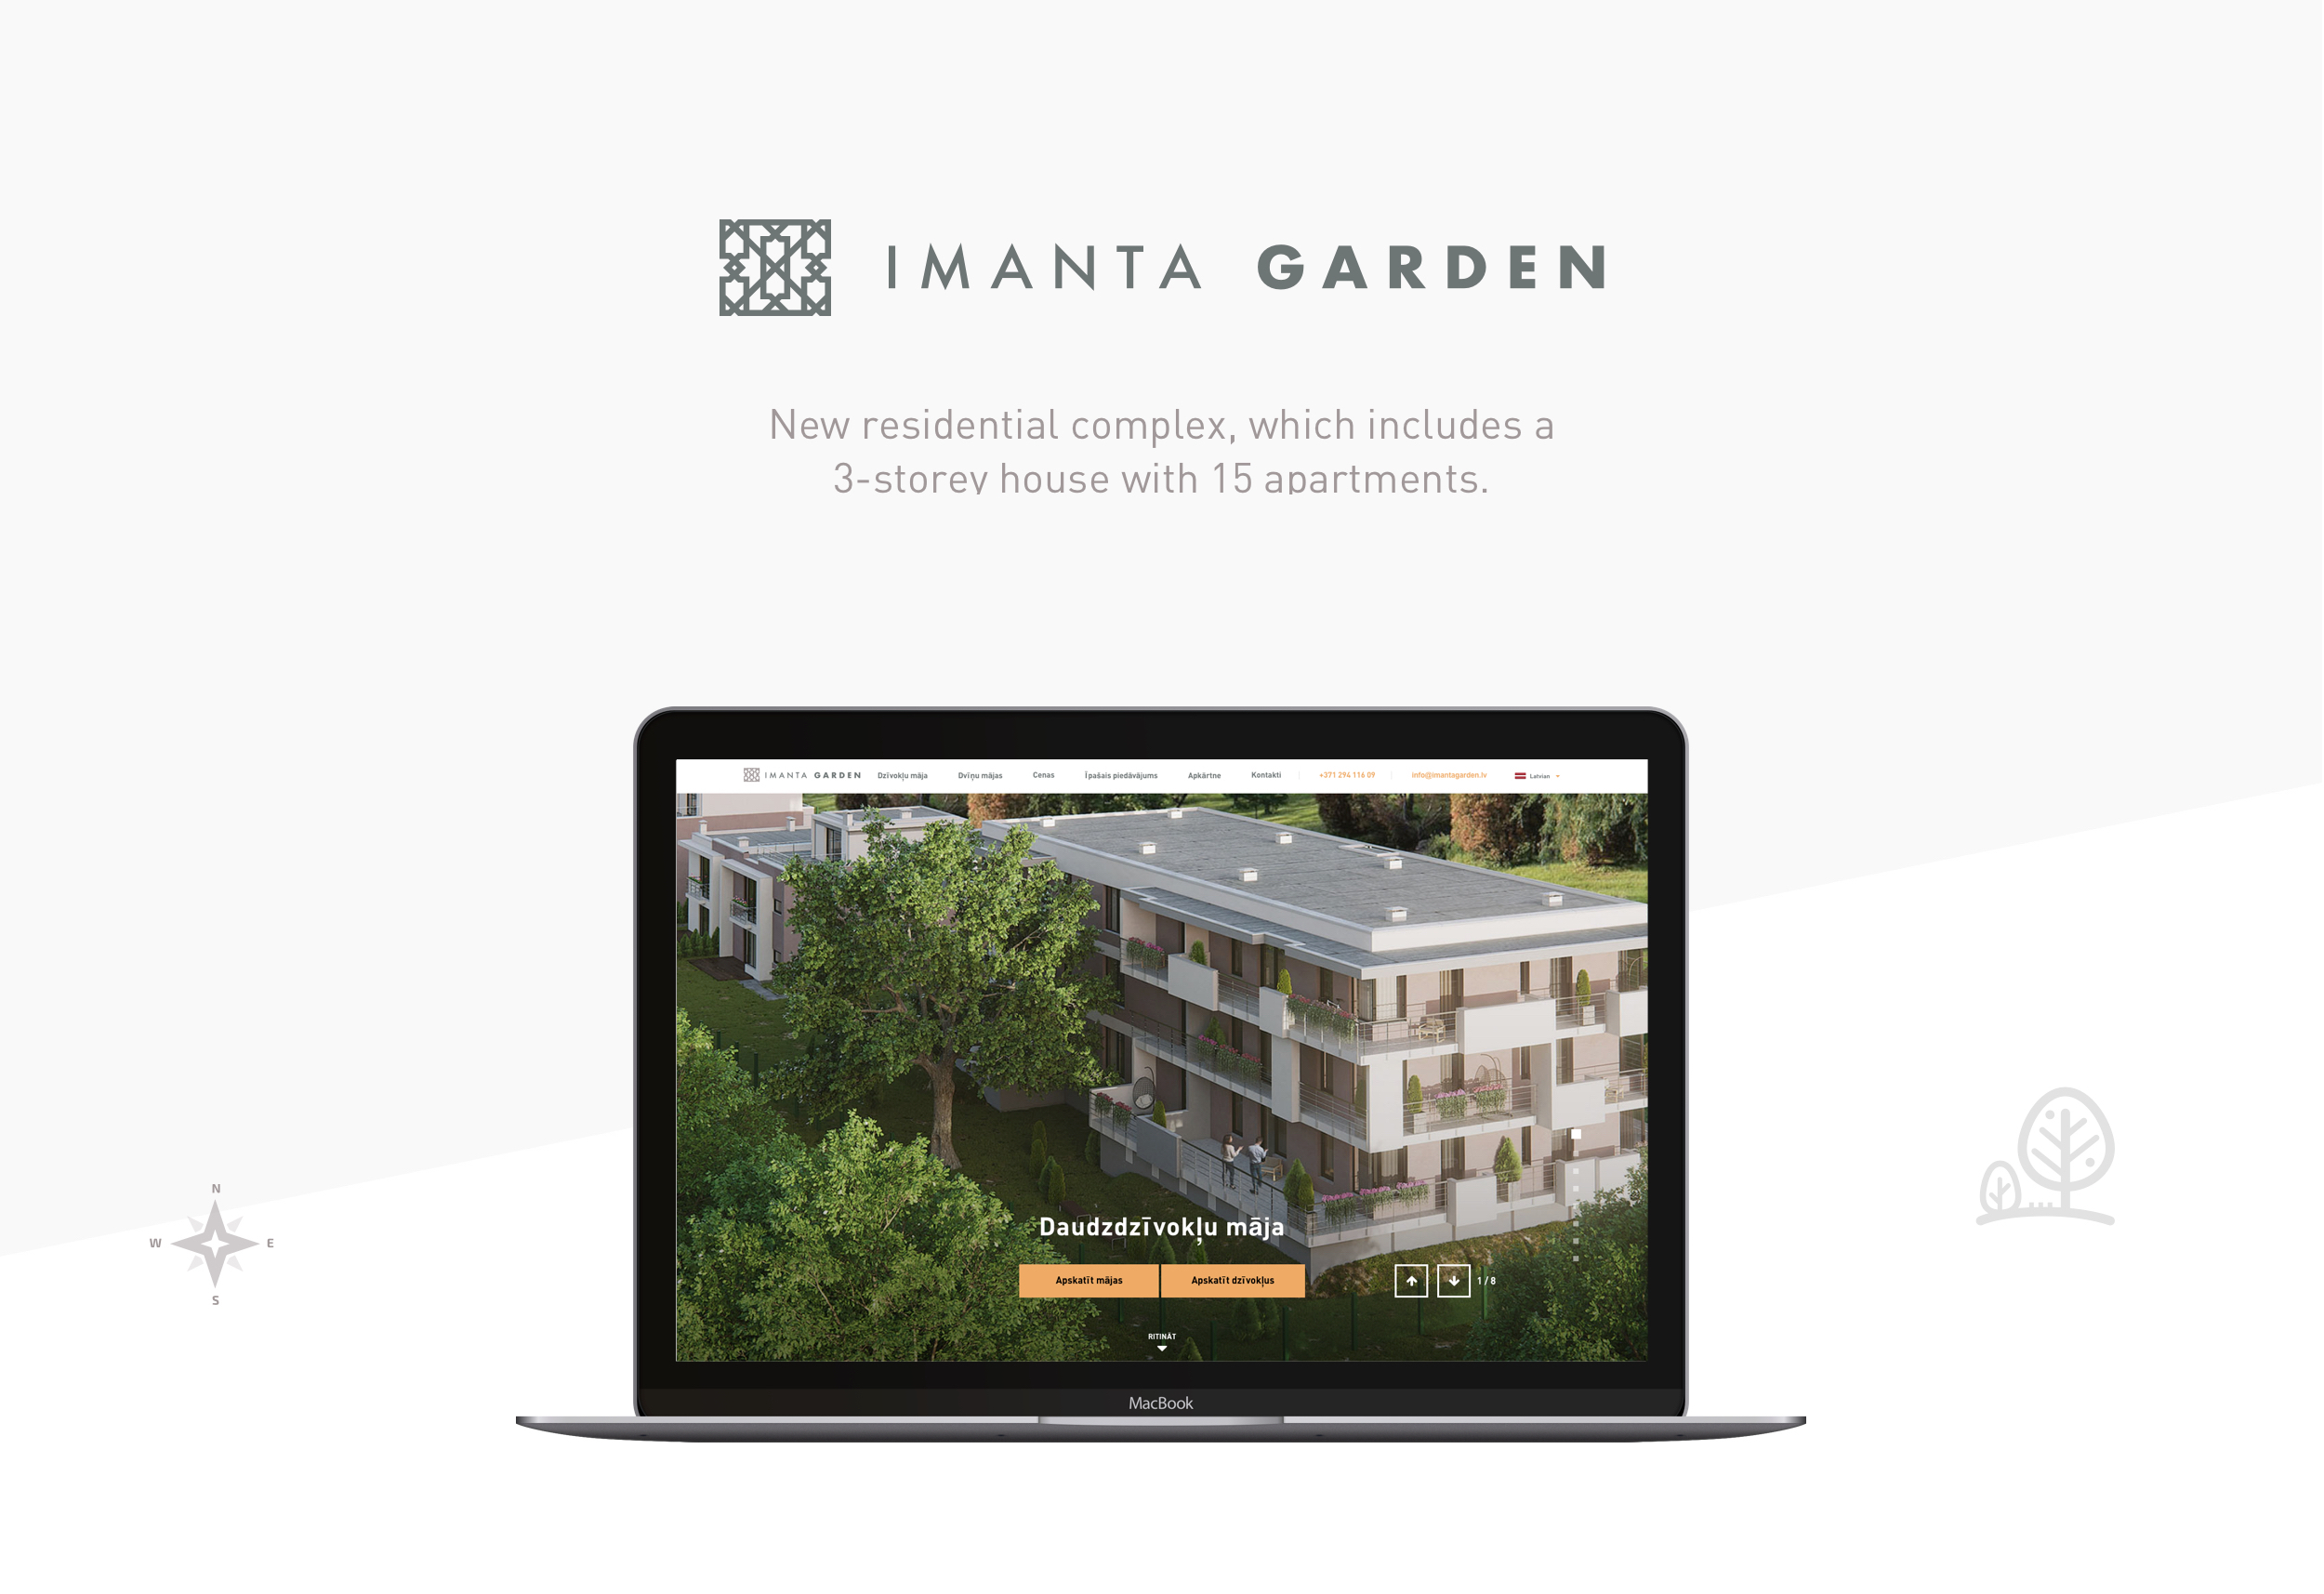 IMANTA GARDEN
New residential complex, which includes a
3-storey house with 15 apartments.
IMANTA GARDEN Dzīvokļu māja Dvīņu mājas Cenas Īpašais piedāvājums Apkārtne Kontakti +371 294 116 09 info@imantagarden.lv Latvian
Daudzdzīvokļu māja
Apskatīt mājas Apskatīt dzīvokļus 1 / 8
RITINĀT
MacBook
N
W E
S